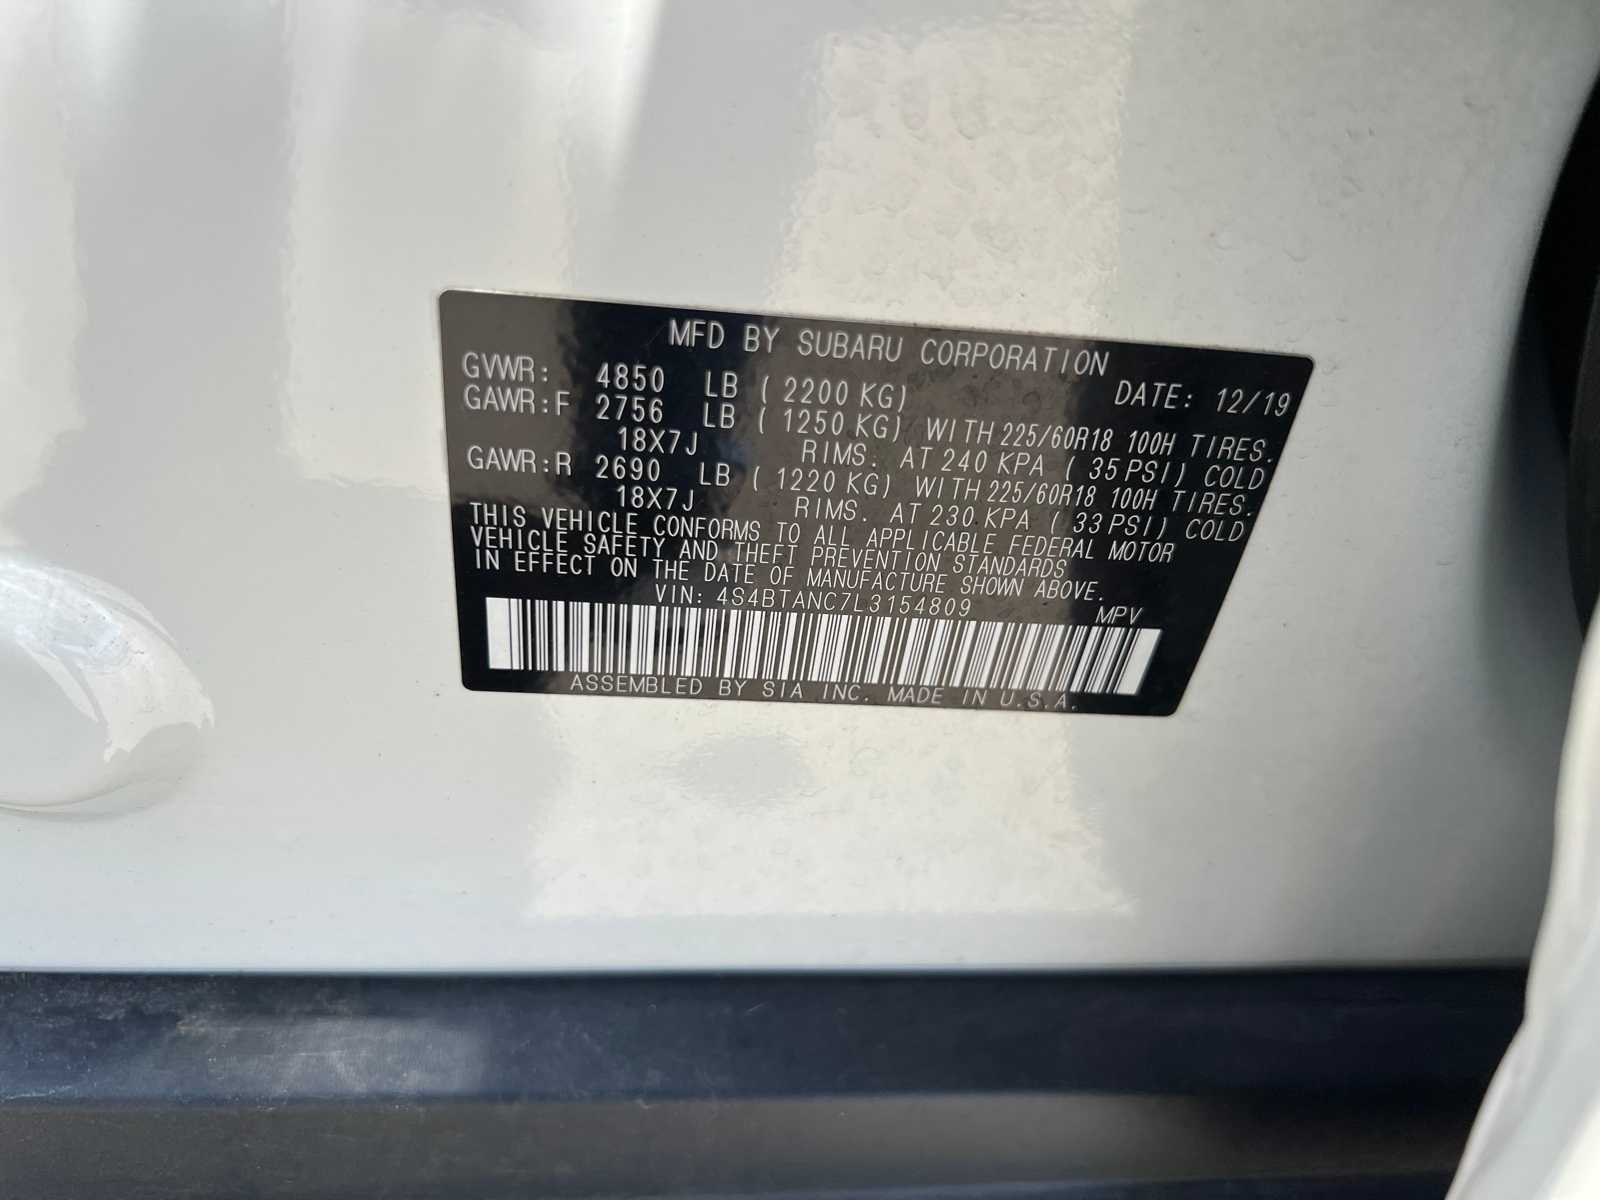 MFD BY SUBARU CORPORATION
GVWR: 4850 LB ( 2200 KG) DATE: 12/19
GAWR:F 2756 LB ( 1250 KG) WITH 225/60R18 100H TIRES.
18X7J RIMS. AT 240 KPA ( 35 PSI) COLD
GAWR:R 2690 LB ( 1220 KG) WITH 225/60R18 100H TIRES.
18X7J RIMS. AT 230 KPA ( 33 PSI) COLD
THIS VEHICLE CONFORMS TO ALL APPLICABLE FEDERAL MOTOR
VEHICLE SAFETY AND THEFT PREVENTION STANDARDS
IN EFFECT ON THE DATE OF MANUFACTURE SHOWN ABOVE.
VIN: 4S4BTANC7L3154809 MPV
ASSEMBLED BY SIA INC. MADE IN U.S.A.